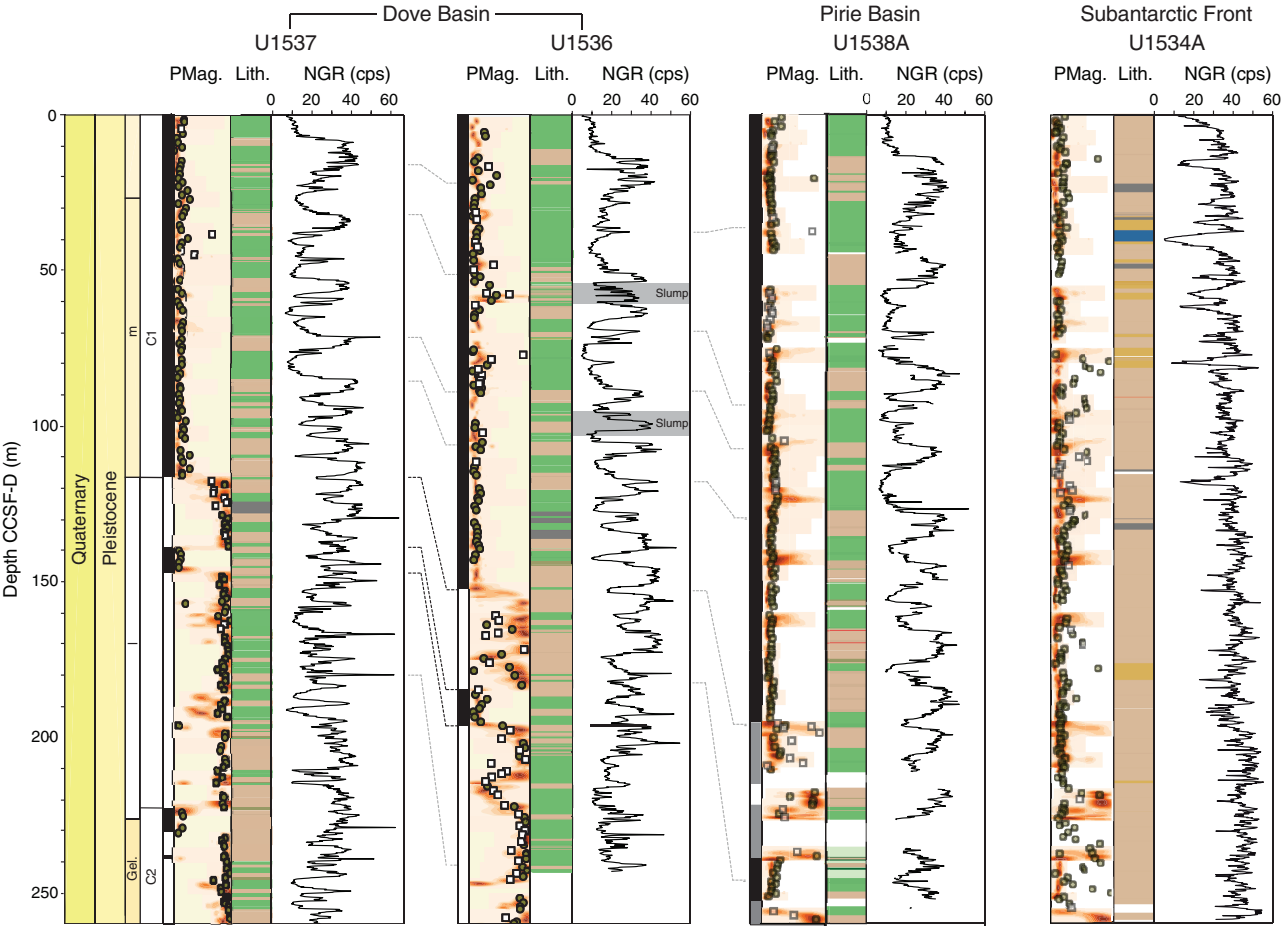 Dove Basin
Pirie Basin
Subantarctic Front
U1537
U1536
U1538A
U1534A
PMag. Lith. NGR (cps)
PMag. Lith. NGR (cps)
PMag. Lith. NGR (cps)
PMag. Lith. NGR (cps)
0 20 40 60
0 20 40 60
0 20 40 60
0 20 40 60
Depth CCSF-D (m)
0
50
100
150
200
250
Quaternary
Pleistocene
m
l
Gel.
C1
C2
Slump
Slump